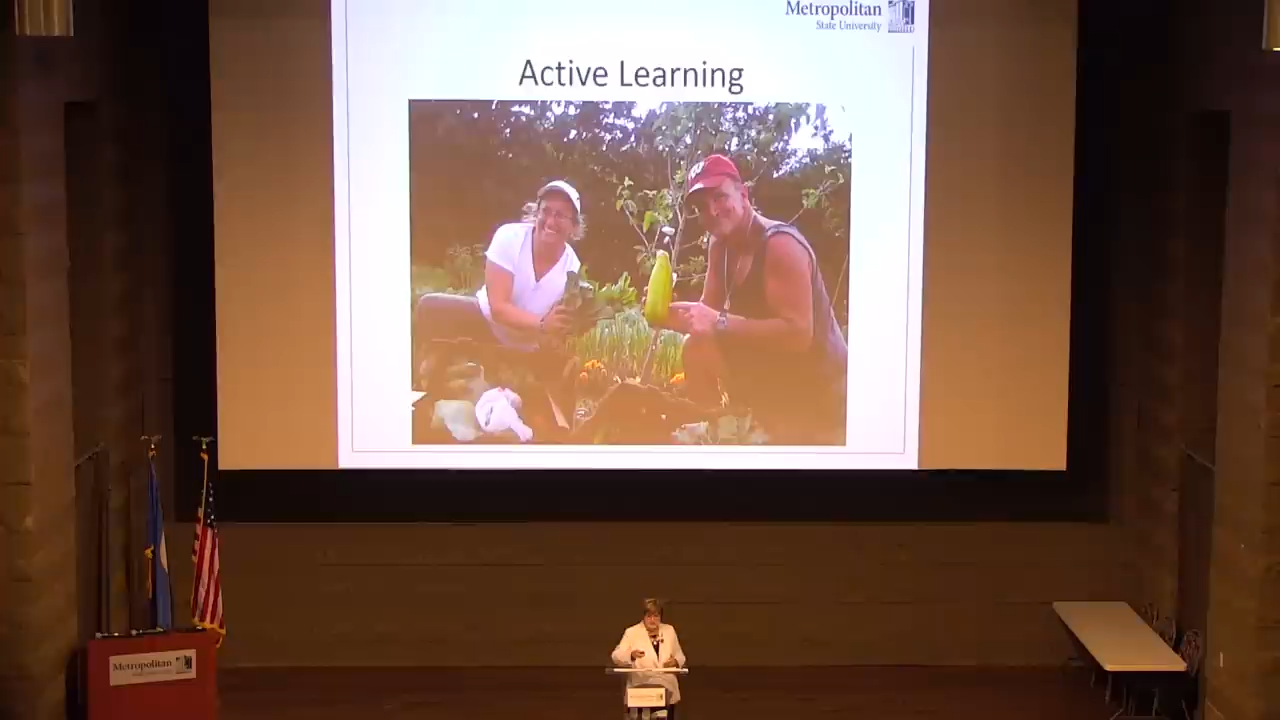 Metropolitan
State University
Active Learning
Metropolitan